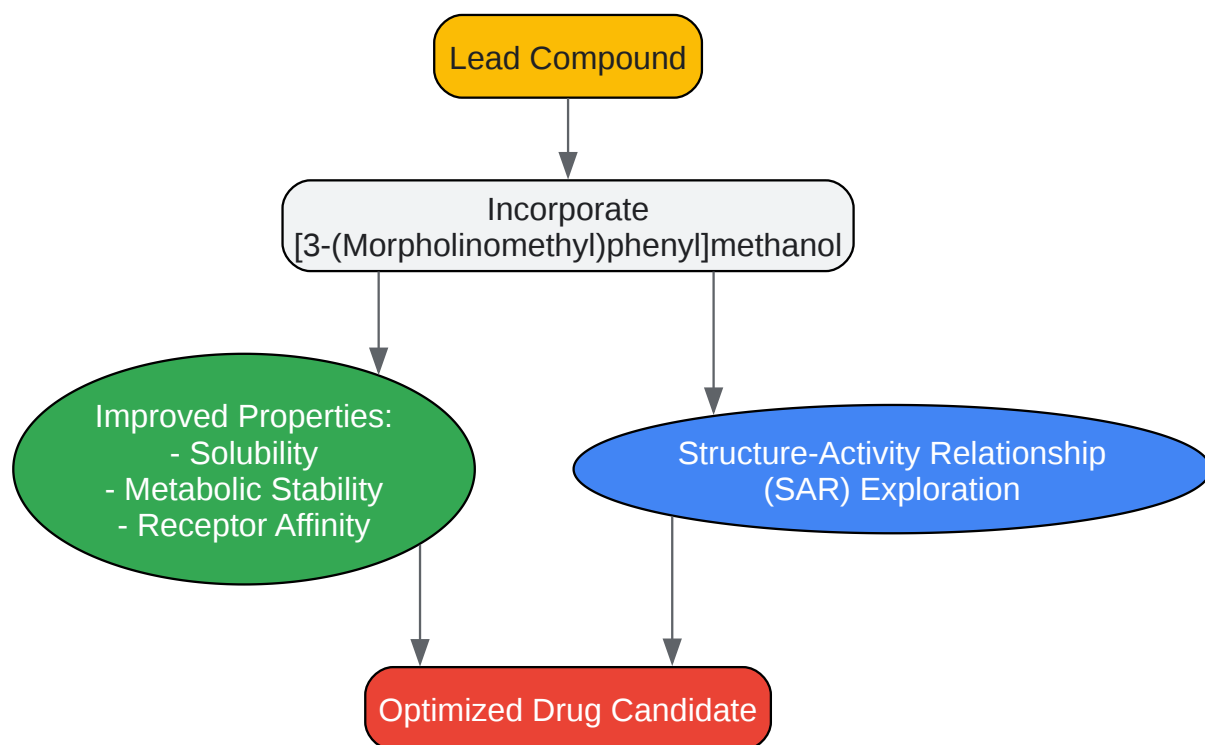 Lead Compound
Incorporate
[3-(Morpholinomethyl)phenyl]methanol
Improved Properties:
- Solubility
- Metabolic Stability
- Receptor Affinity
Structure-Activity Relationship
(SAR) Exploration
Optimized Drug Candidate